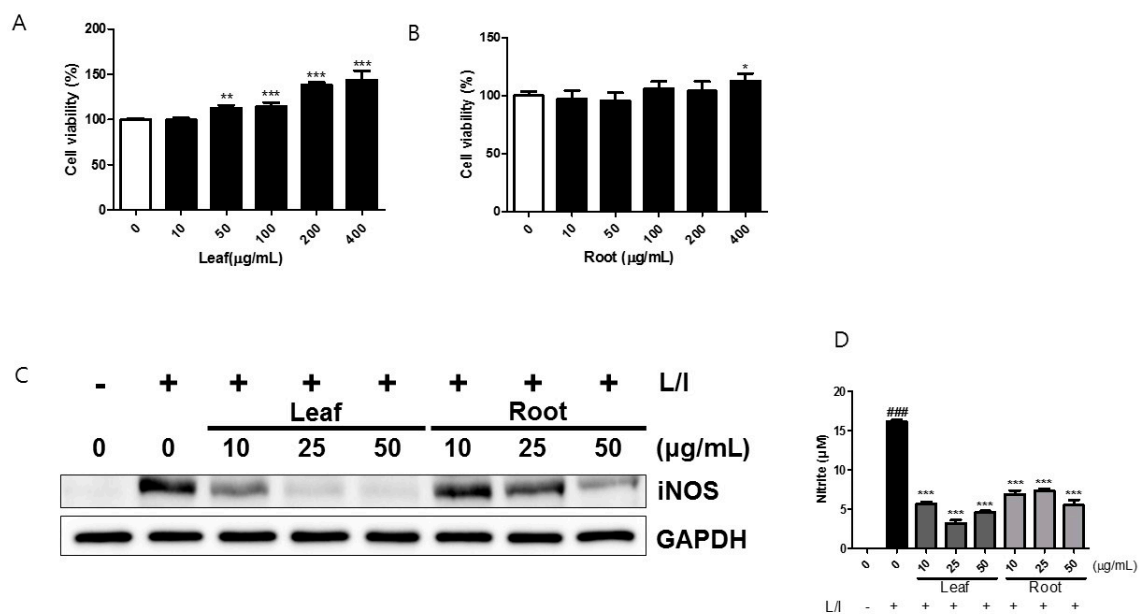 A
Cell viability (%)
200
150
100
50
0
** *** *** ***
0 10 50 100 200 400
Leaf(μg/mL)
B
Cell viability (%)
150
100
50
0
*
0 10 50 100 200 400
Root (μg/mL)
C
- + + + + + + + L/I
Leaf Root
0 0 10 25 50 10 25 50 (μg/mL)
iNOS
GAPDH
D
Nitrite (μM)
20
15
10
5
0
###
*** *** *** *** *** ***
0 0 10 25 50 10 25 50 (μg/mL)
Leaf Root
L/I - + + + + + + +